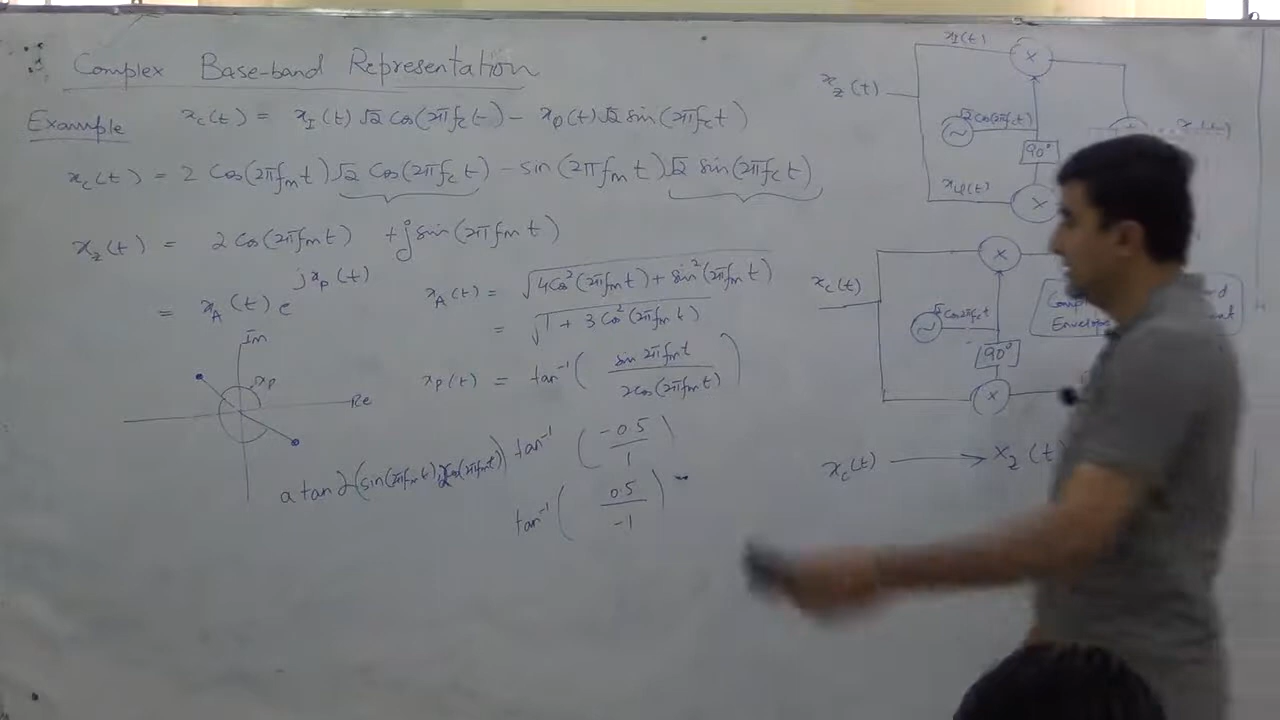 Complex Base-band Representation
Example
x_c(t) = x_I(t) √2 Cos(2πf_c(t) - x_Q(t) √2 sin(2πf_c t)
x_c(t) = 2 Cos(2πf_m t) √2 Cos(2πf_c t) - sin(2πf_m t) √2 sin(2πf_c t)
x_z(t) = 2 Cos(2πf_m t) + j sin(2πf_m t)
= x_A(t) e^{j x_p(t)}
x_A(t) = √(4 Cos²(2πf_m t) + sin²(2πf_m t))
= √(1 + 3 Cos²(2πf_m t))
x_p(t) = tan⁻¹ ( sin 2πf_m t / 2cos(2πf_m t) )
Im
x_p
Re
atan2(sin(2πf_m t), 2cos(2πf_m t))
tan⁻¹ ( -0.5 / 1 )
tan⁻¹ ( 0.5 / -1 )
x_z(t)
x_I(t)
×
√2 cos(2πf_c t)
~
90°
x_Q(t)
×
x_c(t)
×
√2 cos 2πf_c t
~
90°
×
Envelope
x_c(t) → x_z(t)